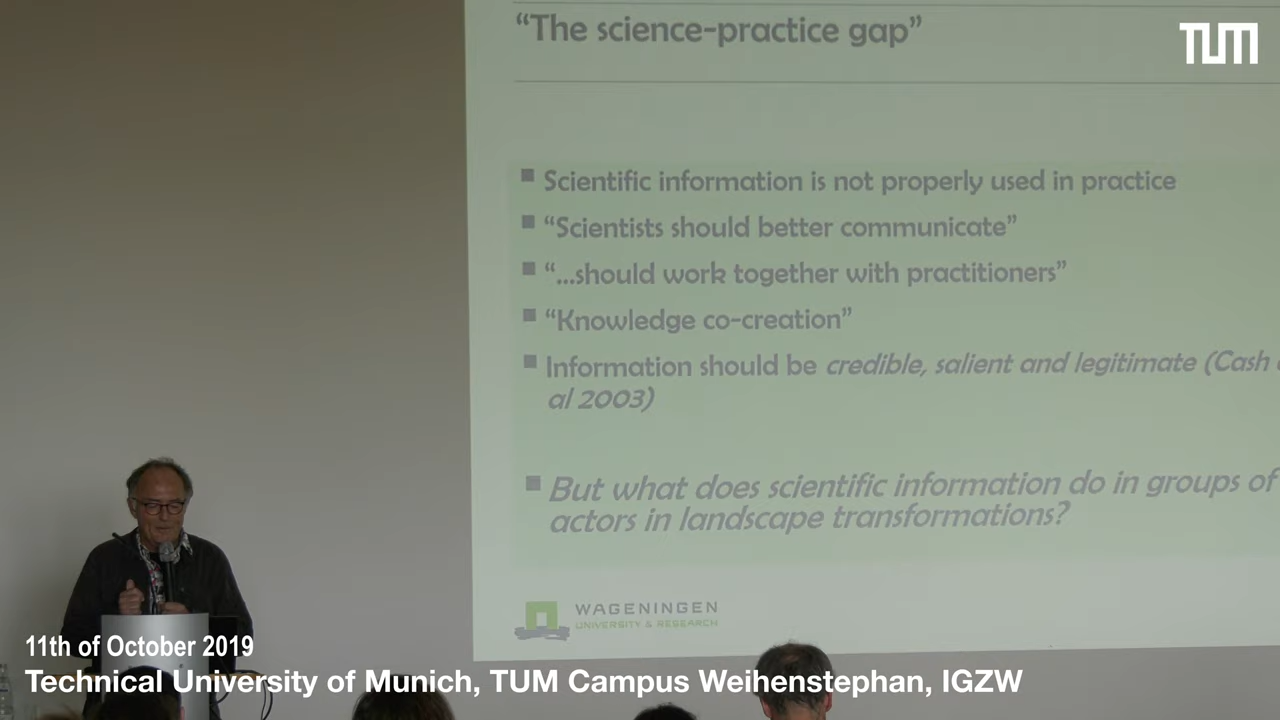 “The science-practice gap”
TUM
Scientific information is not properly used in practice
“Scientists should better communicate”
“...should work together with practitioners”
“Knowledge co-creation”
Information should be credible, salient and legitimate (Cash
al 2003)
But what does scientific information do in groups of
actors in landscape transformations?
WAGENINGEN
UNIVERSITY & RESEARCH
11th of October 2019
Technical University of Munich, TUM Campus Weihenstephan, IGZW